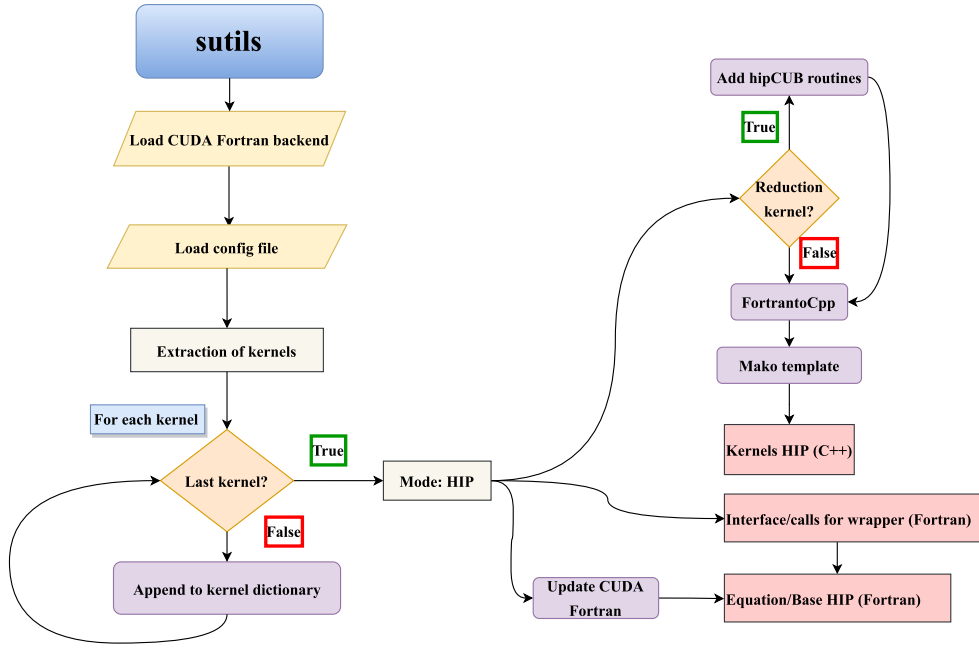 sutils
Load CUDA Fortran backend
Load config file
Extraction of kernels
For each kernel
Last kernel?
True
False
Append to kernel dictionary
Mode: HIP
Add hipCUB routines
True
Reduction
kernel?
False
FortrantoCpp
Mako template
Kernels HIP (C++)
Interface/calls for wrapper (Fortran)
Update CUDA
Fortran
Equation/Base HIP (Fortran)